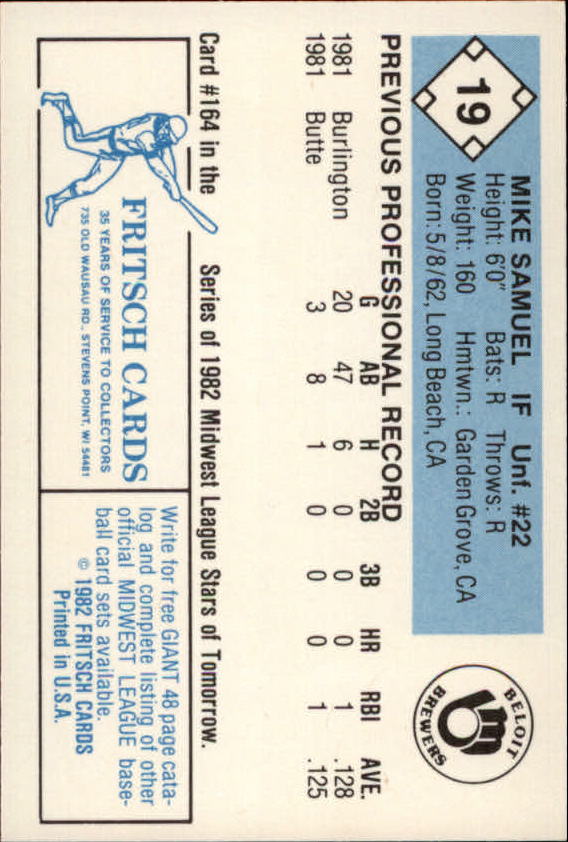 19
MIKE SAMUEL IF Unf. #22
Height: 6'0" Bats: R Throws: R
Weight: 160 Hmtwn.: Garden Grove, CA
Born: 5/8/62, Long Beach, CA
BELOIT
BREWERS
PREVIOUS PROFESSIONAL RECORD
G AB H 2B 3B HR RBI AVE.
1981 Burlington 20 47 6 0 0 0 1 .128
1981 Butte 3 8 1 0 0 0 1 .125
Card #164 in the Series of 1982 Midwest League Stars of Tomorrow.
FRITSCH CARDS
35 YEARS OF SERVICE TO COLLECTORS
735 OLD WAUSAU RD., STEVENS POINT, WI 54481
Write for free GIANT 48 page cata-
log and complete listing of other
official MIDWEST LEAGUE base-
ball card sets available.
© 1982 FRITSCH CARDS
Printed in U.S.A.